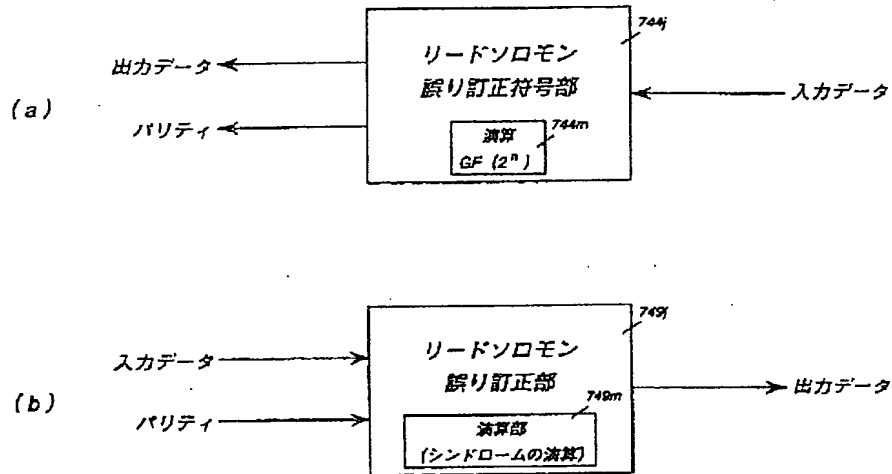 (a)
出力データ
パリティ
リードソロモン
誤り訂正符号部
744j
演算
GF (2ⁿ)
744m
入力データ
(b)
入力データ
パリティ
リードソロモン
誤り訂正部
749j
演算部
(シンドロームの演算)
749m
出力データ